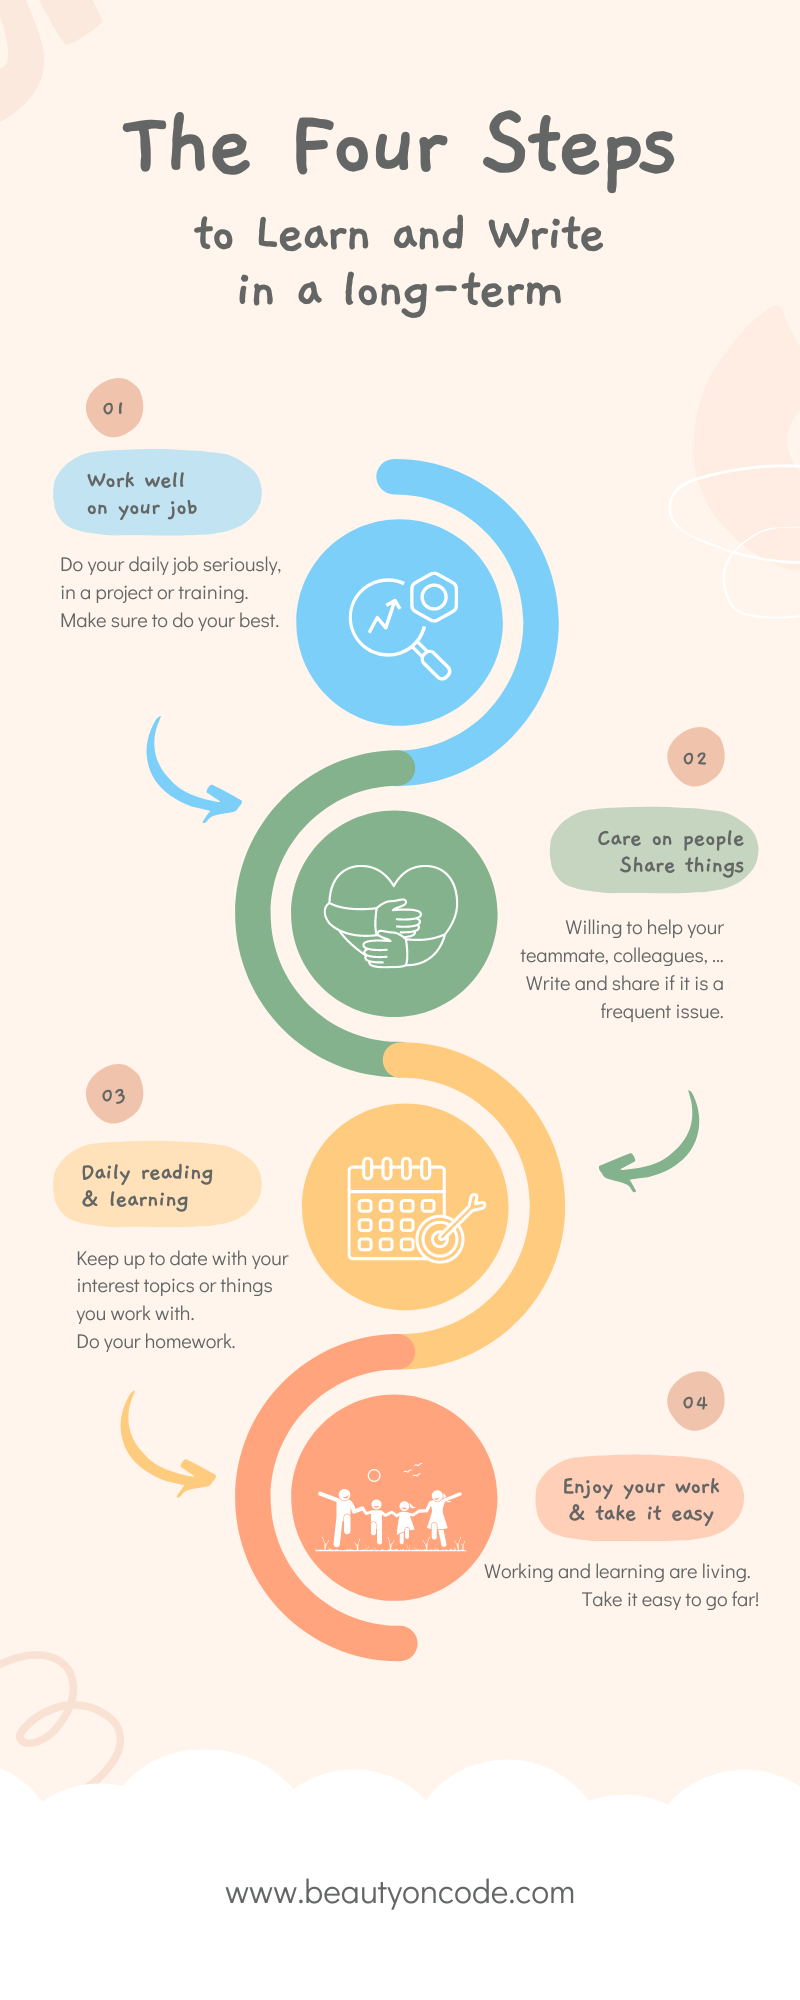 The Four Steps
to Learn and Write
in a long-term
01
Work well
on your job
Do your daily job seriously,
in a project or training.
Make sure to do your best.
02
Care on people
Share things
Willing to help your
teammate, colleagues, ...
Write and share if it is a
frequent issue.
03
Daily reading
& learning
Keep up to date with your
interest topics or things
you work with.
Do your homework.
04
Enjoy your work
& take it easy
Working and learning are living.
Take it easy to go far!
www.beautyoncode.com